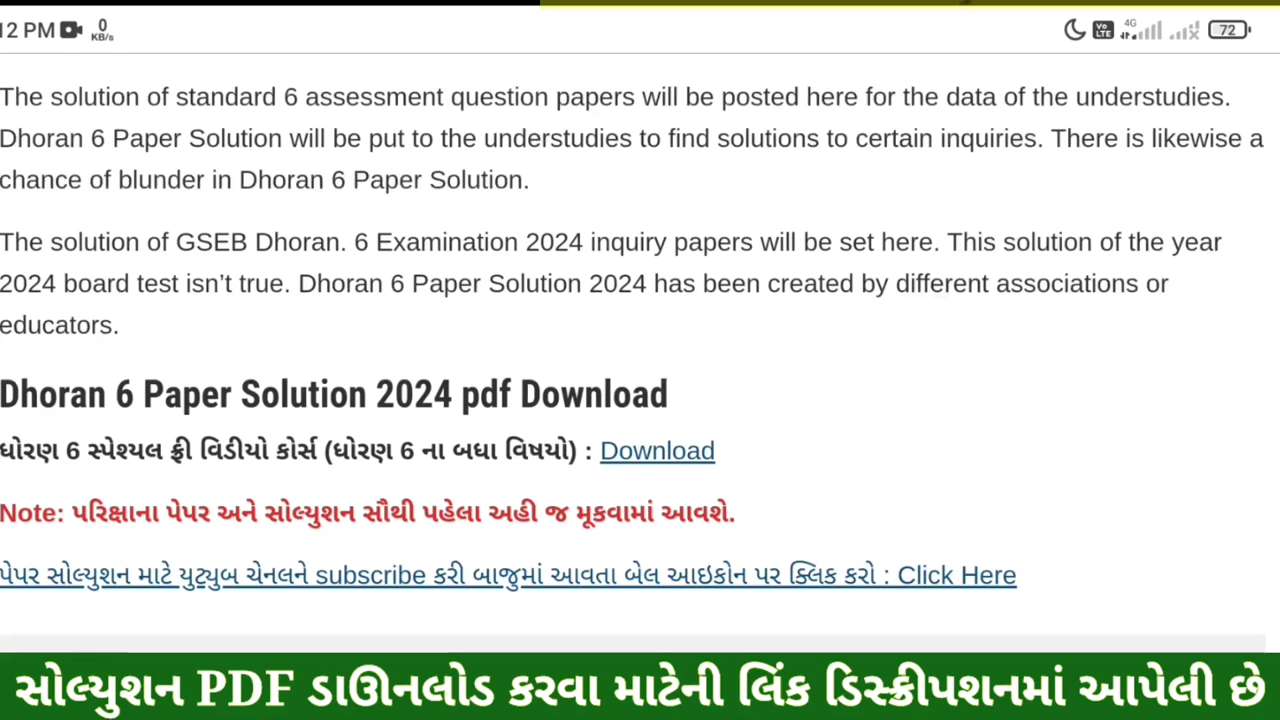 12 PM 0 KB/s Vo LTE 4G 72
The solution of standard 6 assessment question papers will be posted here for the data of the understudies.
Dhoran 6 Paper Solution will be put to the understudies to find solutions to certain inquiries. There is likewise a
chance of blunder in Dhoran 6 Paper Solution.
The solution of GSEB Dhoran. 6 Examination 2024 inquiry papers will be set here. This solution of the year
2024 board test isn’t true. Dhoran 6 Paper Solution 2024 has been created by different associations or
educators.
Dhoran 6 Paper Solution 2024 pdf Download
ધોરણ 6 સ્પેશ્યલ ફ્રી વિડીયો કોર્સ (ધોરણ 6 ના બધા વિષયો) : Download
Note: પરિક્ષાના પેપર અને સોલ્યુશન સૌથી પહેલા અહી જ મૂકવામાં આવશે.
પેપર સોલ્યુશન માટે યુટ્યુબ ચેનલને subscribe કરી બાજુમાં આવતા બેલ આઇકોન પર ક્લિક કરો : Click Here
સોલ્યુશન PDF ડાઊનલોડ કરવા માટેની લિંક ડિસ્ક્રીપશનમાં આપેલી છે